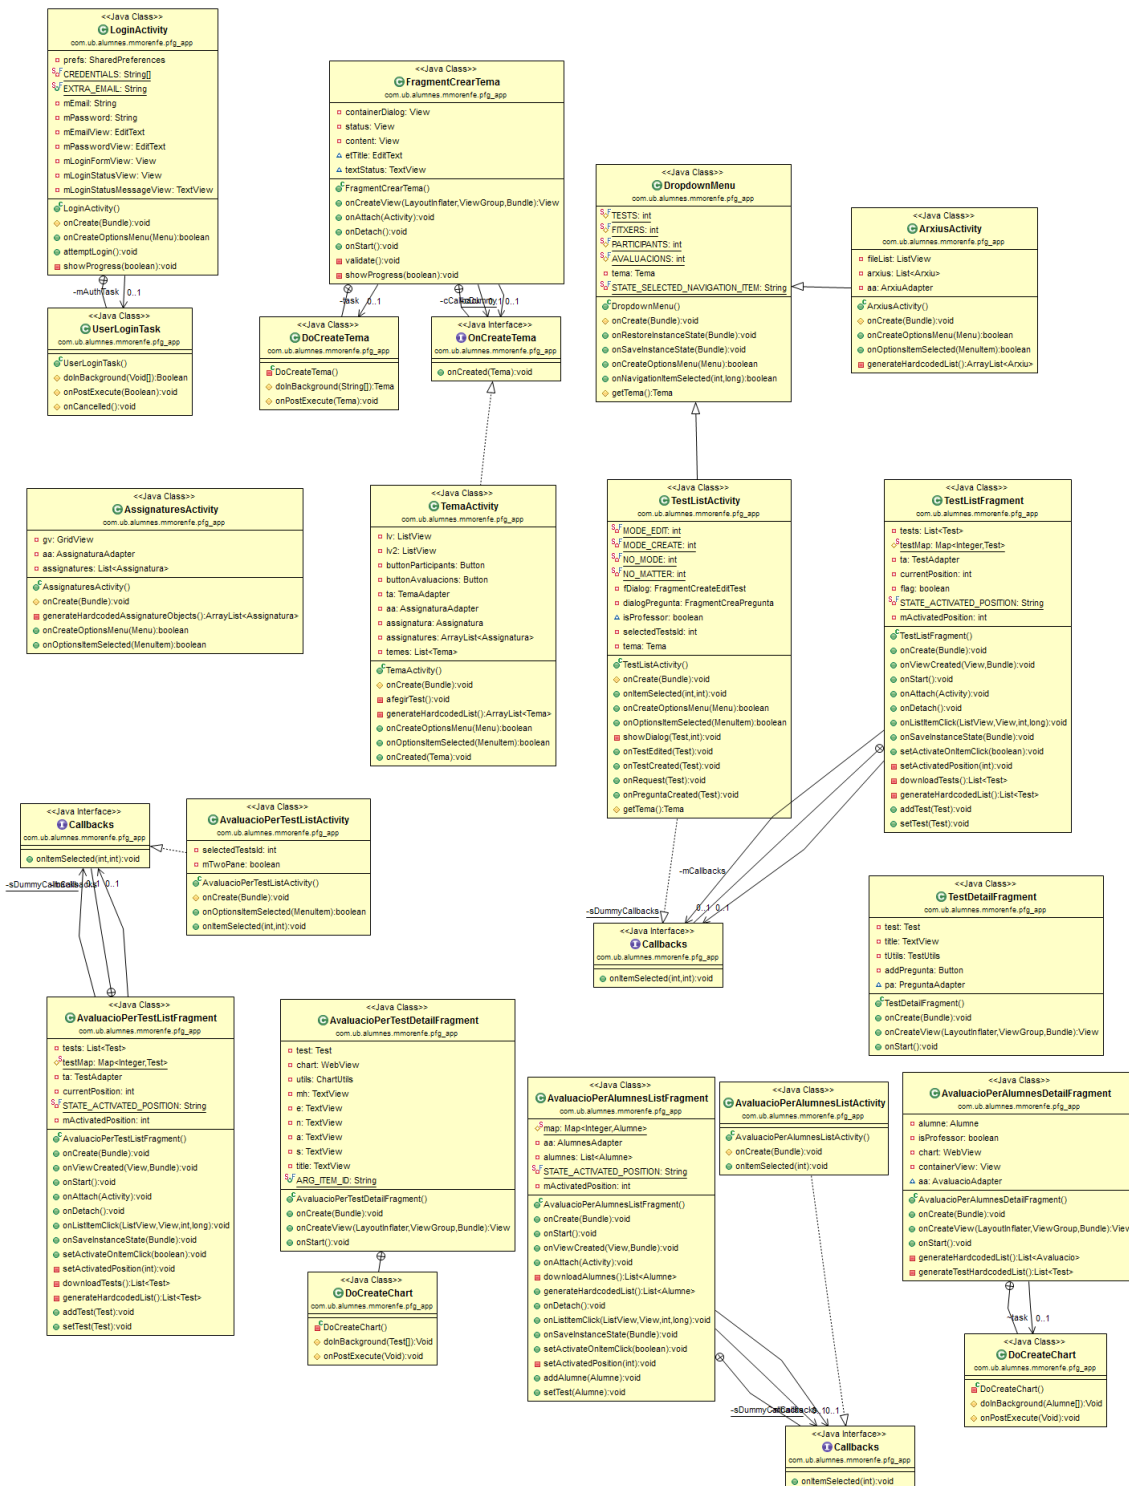 <<Java Class>>
LoginActivity
com.ub.alumnes.mmorenfe.pfg_app
prefs: SharedPreferences
CREDENTIALS: String[]
EXTRA_EMAIL: String
mEmail: String
mPassword: String
mEmailView: EditText
mPasswordView: EditText
mLoginFormView: View
mLoginStatusView: View
mLoginStatusMessageView: TextView
LoginActivity()
onCreate(Bundle):void
onCreateOptionsMenu(Menu):boolean
attemptLogin():void
showProgress(boolean):void
-mAuthTask
0..1
<<Java Class>>
UserLoginTask
com.ub.alumnes.mmorenfe.pfg_app
UserLoginTask()
doInBackground(Void[]):Boolean
onPostExecute(Boolean):void
onCancelled():void
<<Java Class>>
FragmentCrearTema
com.ub.alumnes.mmorenfe.pfg_app
containerDialog: View
status: View
content: View
etTitle: EditText
textStatus: TextView
FragmentCrearTema()
onCreateView(LayoutInflater,ViewGroup,Bundle):View
onAttach(Activity):void
onDetach():void
onStart():void
validate():void
showProgress(boolean):void
-task
0..1
0..1
<<Java Class>>
DoCreateTema
com.ub.alumnes.mmorenfe.pfg_app
DoCreateTema()
doInBackground(String[]):Tema
onPostExecute(Tema):void
<<Java Interface>>
OnCreateTema
com.ub.alumnes.mmorenfe.pfg_app
onCreated(Tema):void
<<Java Class>>
DropdownMenu
com.ub.alumnes.mmorenfe.pfg_app
TESTS: int
FITXERS: int
PARTICIPANTS: int
AVALUACIONS: int
tema: Tema
STATE_SELECTED_NAVIGATION_ITEM: String
DropdownMenu()
onCreate(Bundle):void
onRestoreInstanceState(Bundle):void
onSaveInstanceState(Bundle):void
onCreateOptionsMenu(Menu):boolean
onNavigationItemSelected(int,long):boolean
getTema():Tema
<<Java Class>>
ArxiusActivity
com.ub.alumnes.mmorenfe.pfg_app
fileList: ListView
arxius: List<Arxiu>
aa: ArxiuAdapter
ArxiusActivity()
onCreate(Bundle):void
onCreateOptionsMenu(Menu):boolean
onOptionsItemSelected(MenuItem):boolean
generateHardcodedList():ArrayList<Arxiu>
<<Java Class>>
AssignaturesActivity
com.ub.alumnes.mmorenfe.pfg_app
gv: GridView
aa: AssignaturaAdapter
assignatures: List<Assignatura>
AssignaturesActivity()
onCreate(Bundle):void
generateHardcodedAssignatureObjects():ArrayList<Assignatura>
onCreateOptionsMenu(Menu):boolean
onOptionsItemSelected(MenuItem):boolean
<<Java Class>>
TemaActivity
com.ub.alumnes.mmorenfe.pfg_app
lv: ListView
lv2: ListView
buttonParticipants: Button
buttonAvaluacions: Button
ta: TemaAdapter
aa: AssignaturaAdapter
assignatura: Assignatura
assignatures: ArrayList<Assignatura>
temes: List<Tema>
TemaActivity()
onCreate(Bundle):void
afegirTest():void
generateHardcodedList():ArrayList<Tema>
onCreateOptionsMenu(Menu):boolean
onOptionsItemSelected(MenuItem):boolean
onCreated(Tema):void
<<Java Class>>
TestListActivity
com.ub.alumnes.mmorenfe.pfg_app
MODE_EDIT: int
MODE_CREATE: int
NO_MODE: int
NO_MATTER: int
fDialog: FragmentCreateEditTest
dialogPregunta: FragmentCreaPregunta
isProfessor: boolean
selectedTestsId: int
tema: Tema
TestListActivity()
onCreate(Bundle):void
onItemSelected(int,int):void
onCreateOptionsMenu(Menu):boolean
onOptionsItemSelected(MenuItem):boolean
showDialog(Test,int):void
onTestEdited(Test):void
onTestCreated(Test):void
onRequest(Test):void
onPreguntaCreated(Test):void
getTema():Tema
<<Java Class>>
TestListFragment
com.ub.alumnes.mmorenfe.pfg_app
tests: List<Test>
testMap: Map<Integer,Test>
ta: TestAdapter
currentPosition: int
flag: boolean
STATE_ACTIVATED_POSITION: String
mActivatedPosition: int
TestListFragment()
onCreate(Bundle):void
onViewCreated(View,Bundle):void
onStart():void
onAttach(Activity):void
onDetach():void
onListItemClick(ListView,View,int,long):void
onSaveInstanceState(Bundle):void
setActivateOnItemClick(boolean):void
setActivatedPosition(int):void
downloadTests():List<Test>
generateHardcodedList():List<Test>
addTest(Test):void
setTest(Test):void
-mCallbacks
-sDummyCallbacks
0..1
0..1
<<Java Interface>>
Callbacks
com.ub.alumnes.mmorenfe.pfg_app
onItemSelected(int,int):void
<<Java Interface>>
Callbacks
com.ub.alumnes.mmorenfe.pfg_app
onItemSelected(int,int):void
0..1
<<Java Class>>
AvaluacioPerTestListActivity
com.ub.alumnes.mmorenfe.pfg_app
selectedTestsId: int
mTwoPane: boolean
AvaluacioPerTestListActivity()
onCreate(Bundle):void
onOptionsItemSelected(MenuItem):boolean
onItemSelected(int,int):void
<<Java Class>>
TestDetailFragment
com.ub.alumnes.mmorenfe.pfg_app
test: Test
title: TextView
tUtils: TestUtils
addPregunta: Button
pa: PreguntaAdapter
TestDetailFragment()
onCreate(Bundle):void
onCreateView(LayoutInflater,ViewGroup,Bundle):View
onStart():void
<<Java Class>>
AvaluacioPerTestListFragment
com.ub.alumnes.mmorenfe.pfg_app
tests: List<Test>
testMap: Map<Integer,Test>
ta: TestAdapter
currentPosition: int
STATE_ACTIVATED_POSITION: String
mActivatedPosition: int
AvaluacioPerTestListFragment()
onCreate(Bundle):void
onViewCreated(View,Bundle):void
onStart():void
onAttach(Activity):void
onDetach():void
onListItemClick(ListView,View,int,long):void
onSaveInstanceState(Bundle):void
setActivateOnItemClick(boolean):void
setActivatedPosition(int):void
downloadTests():List<Test>
generateHardcodedList():List<Test>
addTest(Test):void
setTest(Test):void
<<Java Class>>
AvaluacioPerTestDetailFragment
com.ub.alumnes.mmorenfe.pfg_app
test: Test
chart: WebView
utils: ChartUtils
mh: TextView
e: TextView
n: TextView
a: TextView
s: TextView
title: TextView
ARG_ITEM_ID: String
AvaluacioPerTestDetailFragment()
onCreate(Bundle):void
onCreateView(LayoutInflater,ViewGroup,Bundle):View
onStart():void
<<Java Class>>
DoCreateChart
com.ub.alumnes.mmorenfe.pfg_app
DoCreateChart()
doInBackground(Test[]):Void
onPostExecute(Void):void
<<Java Class>>
AvaluacioPerAlumnesListFragment
com.ub.alumnes.mmorenfe.pfg_app
map: Map<Integer,Alumne>
aa: AlumnesAdapter
alumnes: List<Alumne>
STATE_ACTIVATED_POSITION: String
mActivatedPosition: int
AvaluacioPerAlumnesListFragment()
onCreate(Bundle):void
onStart():void
onViewCreated(View,Bundle):void
onAttach(Activity):void
downloadAlumnes():List<Alumne>
generateHardcodedList():List<Alumne>
onDetach():void
onListItemClick(ListView,View,int,long):void
onSaveInstanceState(Bundle):void
setActivateOnItemClick(boolean):void
setActivatedPosition(int):void
addAlumne(Alumne):void
setTest(Alumne):void
<<Java Class>>
AvaluacioPerAlumnesListActivity
com.ub.alumnes.mmorenfe.pfg_app
AvaluacioPerAlumnesListActivity()
onCreate(Bundle):void
onItemSelected(int):void
<<Java Class>>
AvaluacioPerAlumnesDetailFragment
com.ub.alumnes.mmorenfe.pfg_app
alumne: Alumne
isProfessor: boolean
chart: WebView
containerView: View
aa: AvaluacioAdapter
AvaluacioPerAlumnesDetailFragment()
onCreate(Bundle):void
onCreateView(LayoutInflater,ViewGroup,Bundle):View
onStart():void
generateHardcodedList():List<Avaluacio>
generateTestHardcodedList():List<Test>
~task
0..1
<<Java Class>>
DoCreateChart
com.ub.alumnes.mmorenfe.pfg_app
DoCreateChart()
doInBackground(Alumne[]):Void
onPostExecute(Void):void
<<Java Interface>>
Callbacks
com.ub.alumnes.mmorenfe.pfg_app
onItemSelected(int):void